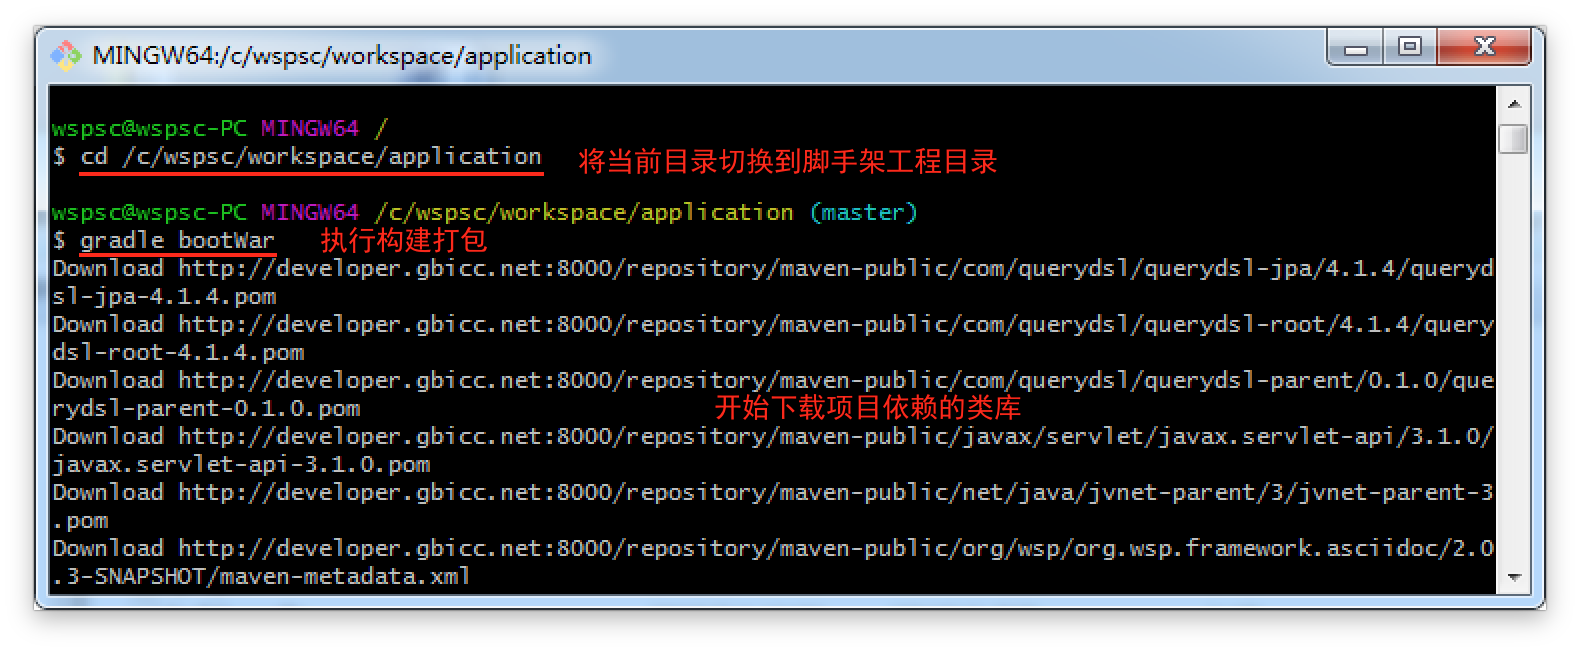 MINGW64:/c/wspsc/workspace/application
wspsc@wspsc-PC MINGW64 /
$ cd /c/wspsc/workspace/application 将当前目录切换到脚手架工程目录
wspsc@wspsc-PC MINGW64 /c/wspsc/workspace/application (master)
$ gradle bootWar 执行构建打包
Download http://developer.gbicc.net:8000/repository/maven-public/com/querydsl/querydsl-jpa/4.1.4/queryd
sl-jpa-4.1.4.pom
Download http://developer.gbicc.net:8000/repository/maven-public/com/querydsl/querydsl-root/4.1.4/query
dsl-root-4.1.4.pom
Download http://developer.gbicc.net:8000/repository/maven-public/com/querydsl/querydsl-parent/0.1.0/que
rydsl-parent-0.1.0.pom 开始下载项目依赖的类库
Download http://developer.gbicc.net:8000/repository/maven-public/javax/servlet/javax.servlet-api/3.1.0/
javax.servlet-api-3.1.0.pom
Download http://developer.gbicc.net:8000/repository/maven-public/net/java/jvnet-parent/3/jvnet-parent-3
.pom
Download http://developer.gbicc.net:8000/repository/maven-public/org/wsp/org.wsp.framework.asciidoc/2.0
.3-SNAPSHOT/maven-metadata.xml